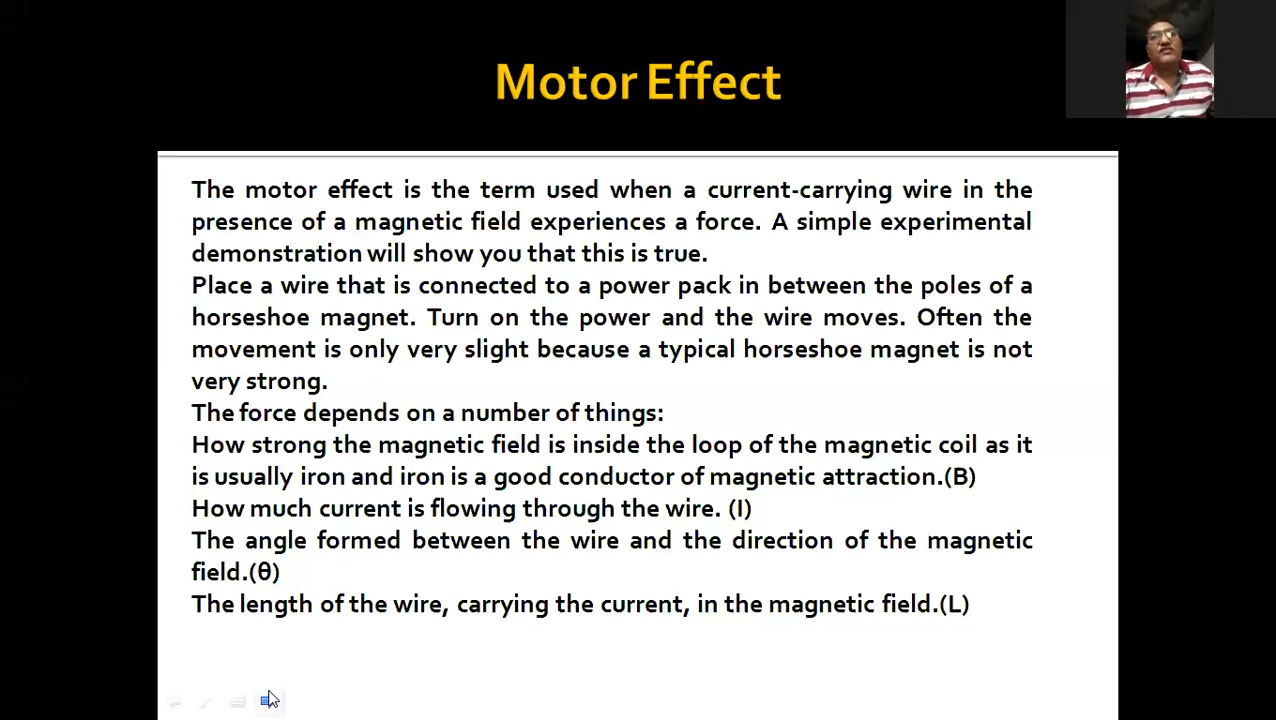 Motor Effect
The motor effect is the term used when a current-carrying wire in the
presence of a magnetic field experiences a force. A simple experimental
demonstration will show you that this is true.
Place a wire that is connected to a power pack in between the poles of a
horseshoe magnet. Turn on the power and the wire moves. Often the
movement is only very slight because a typical horseshoe magnet is not
very strong.
The force depends on a number of things:
How strong the magnetic field is inside the loop of the magnetic coil as it
is usually iron and iron is a good conductor of magnetic attraction.(B)
How much current is flowing through the wire. (I)
The angle formed between the wire and the direction of the magnetic
field.(θ)
The length of the wire, carrying the current, in the magnetic field.(L)